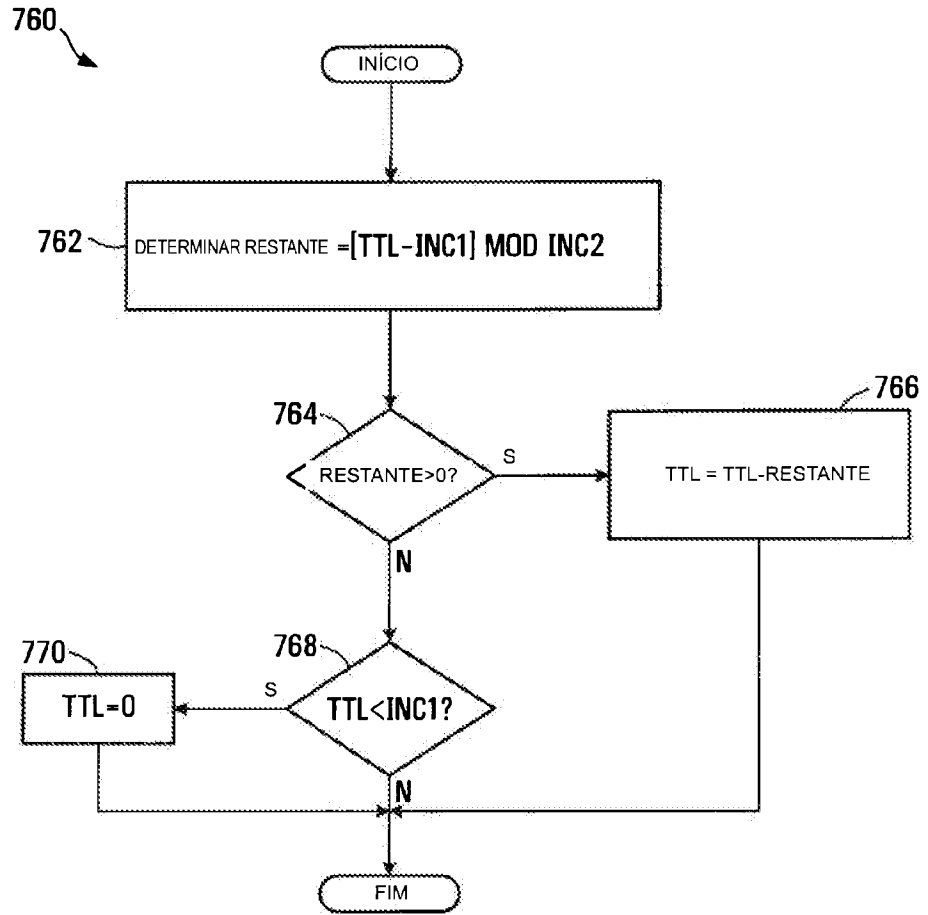 760
INÍCIO
762
DETERMINAR RESTANTE =[TTL-INC1] MOD INC2
764
RESTANTE>0?
S
766
TTL = TTL-RESTANTE
N
768
TTL<INC1?
S
770
TTL=0
N
FIM